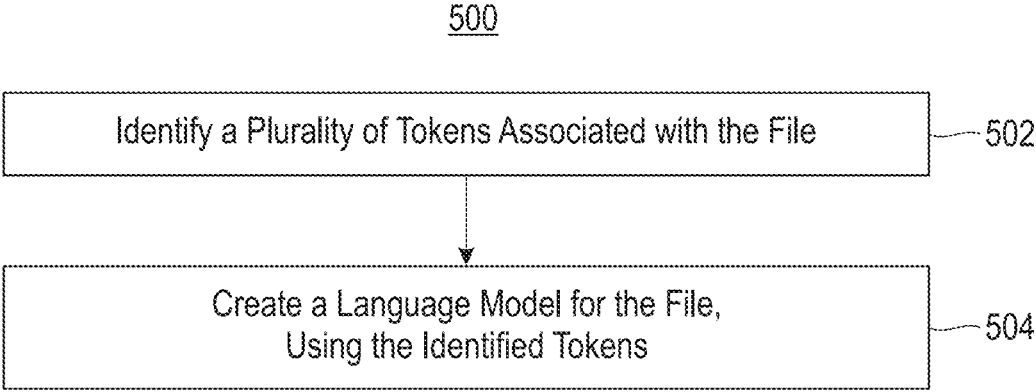 500
Identify a Plurality of Tokens Associated with the File
502
Create a Language Model for the File,
Using the Identified Tokens
504